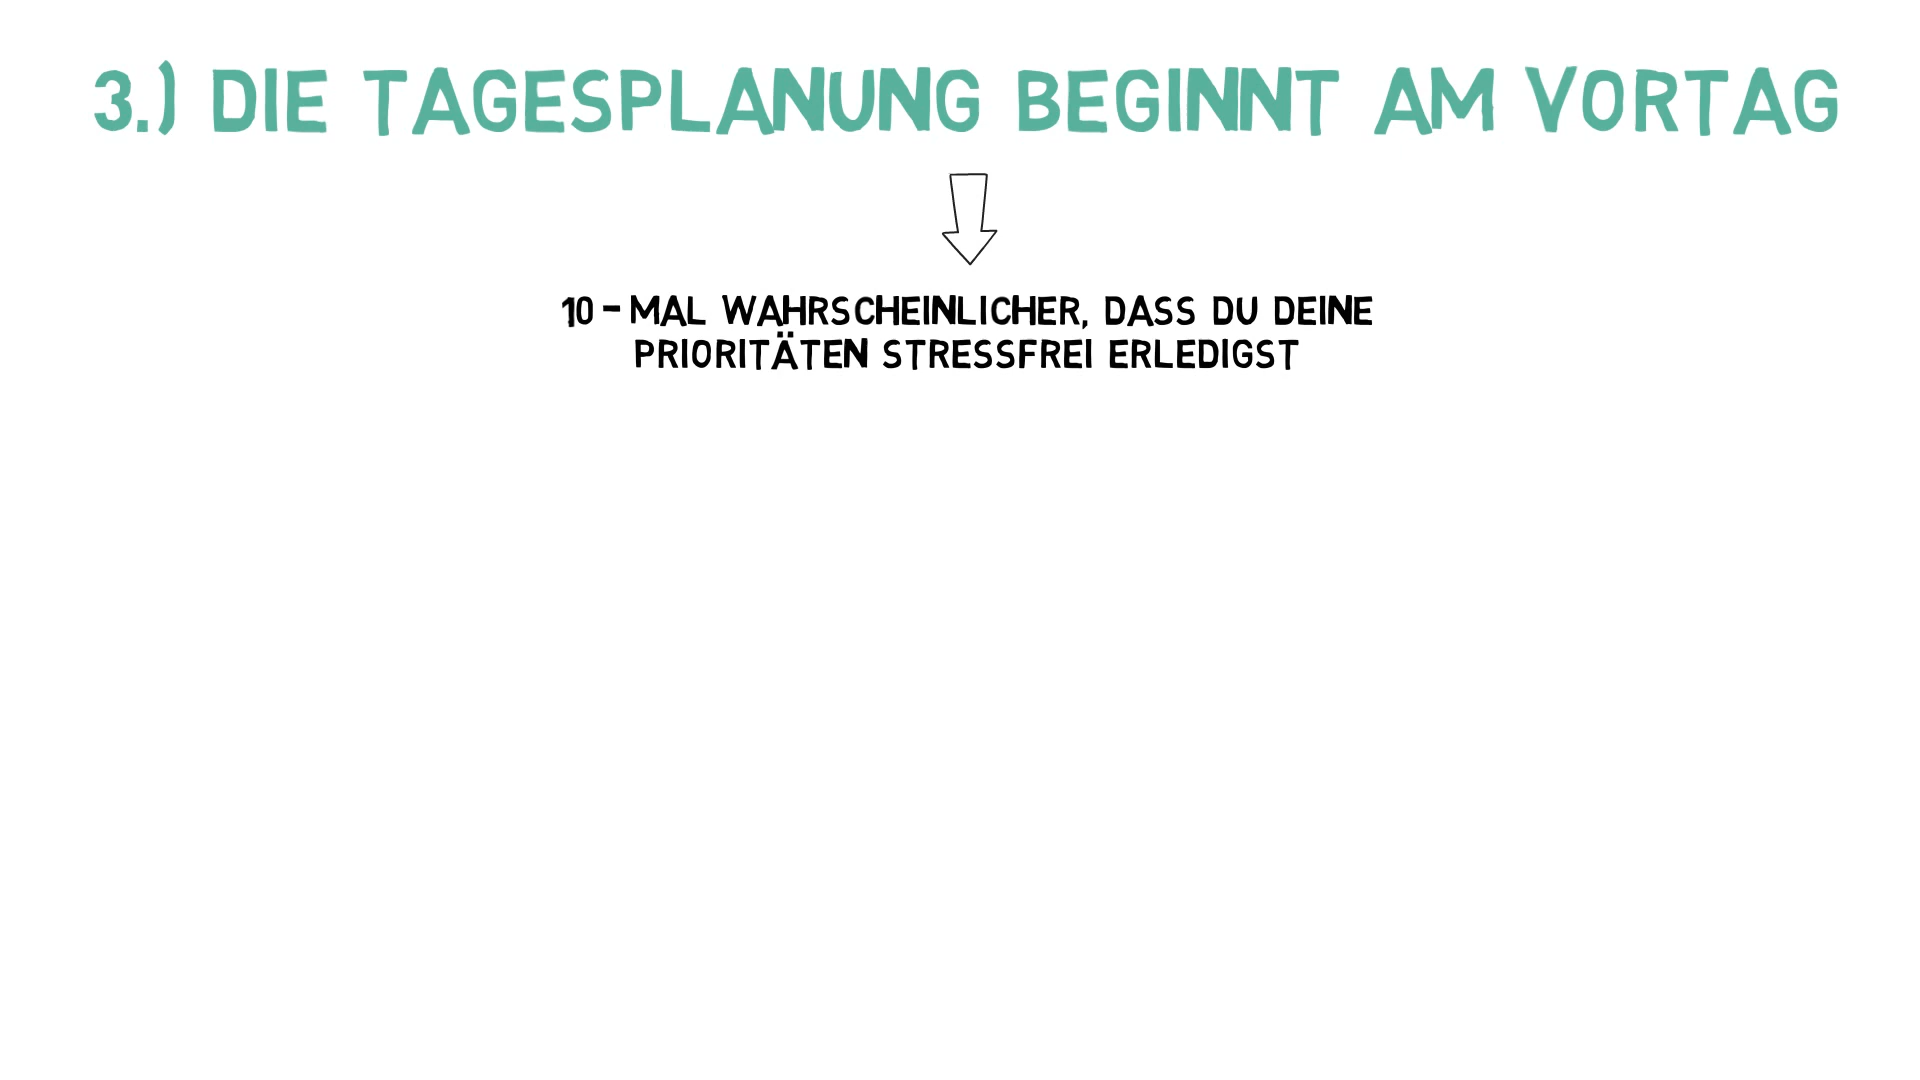 3.) DIE TAGESPLANUNG BEGINNT AM VORTAG
10 - MAL WAHRSCHEINLICHER, DASS DU DEINE
PRIORITÄTEN STRESSFREI ERLEDIGST